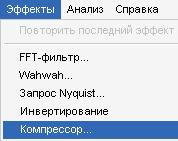 Эффекты Анализ Справка
Повторить последний эффект
FFT-фильтр...
Wahwah...
Запрос Nyquist...
Инвертирование
Компрессор...